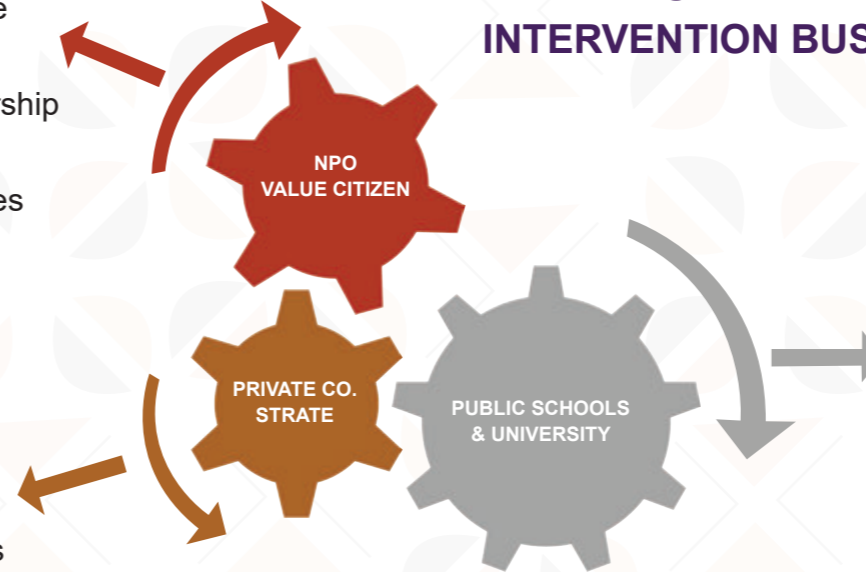 INTERVENTION BUS
NPO
VALUE CITIZEN
PRIVATE CO.
STRATE
PUBLIC SCHOOLS
& UNIVERSITY